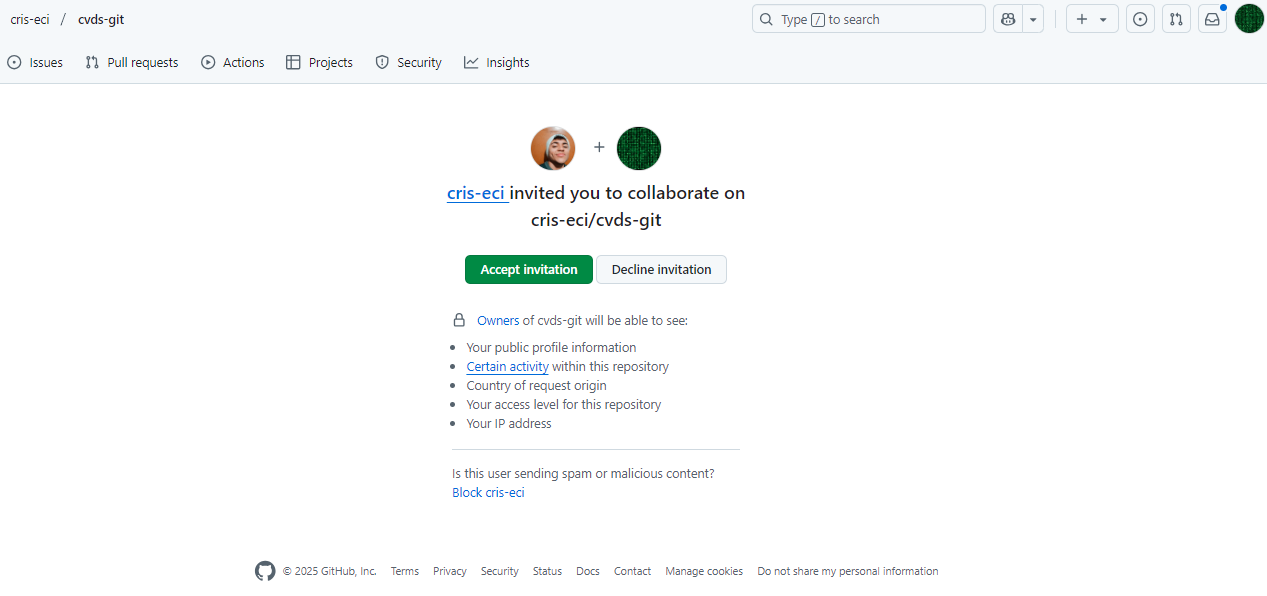 cris-eci / cvds-git
Type / to search
Issues Pull requests Actions Projects Security Insights
cris-eci invited you to collaborate on
cris-eci/cvds-git
Accept invitation Decline invitation
Owners of cvds-git will be able to see:
Your public profile information
Certain activity within this repository
Country of request origin
Your access level for this repository
Your IP address
Is this user sending spam or malicious content?
Block cris-eci
© 2025 GitHub, Inc. Terms Privacy Security Status Docs Contact Manage cookies Do not share my personal information